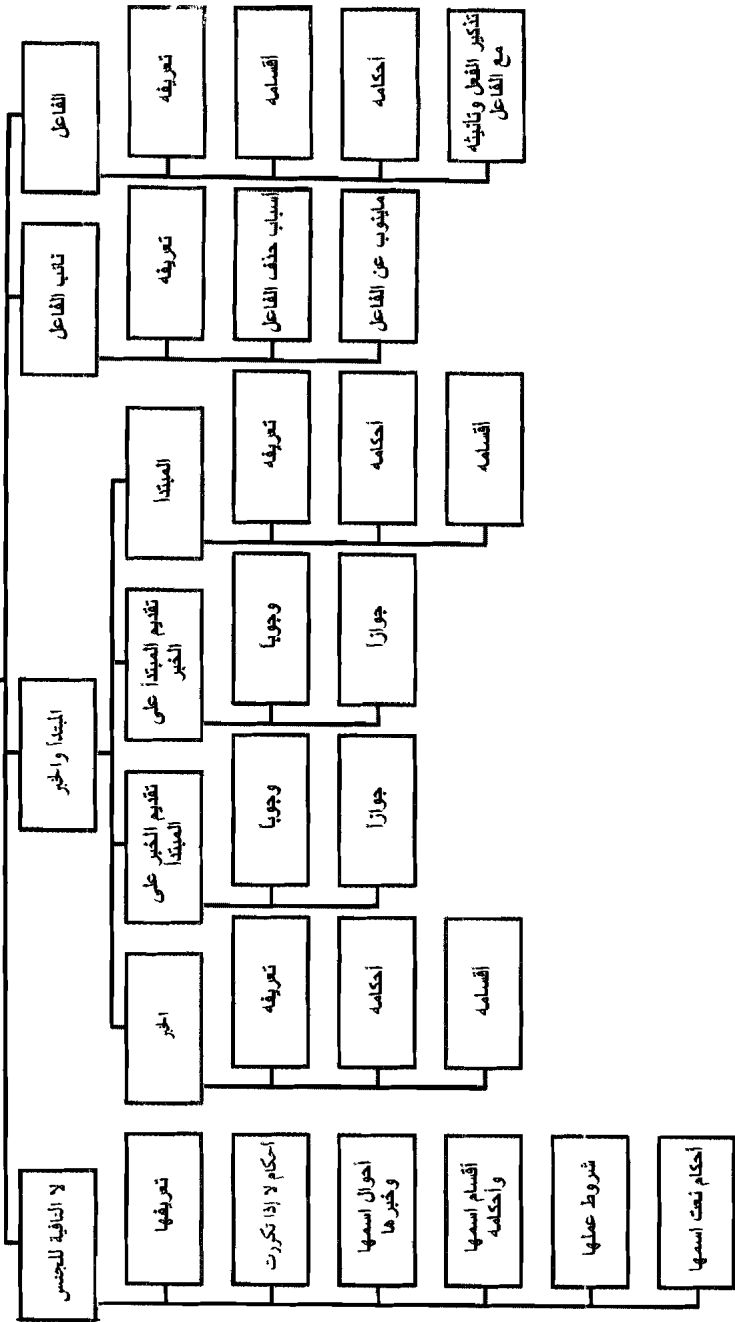 الفاعل
تعريفه
أقسامه
أحكامه
تذكير الفعل وتأنيثه
مع الفاعل
نائب الفاعل
تعريفه
أسباب حذف الفاعل
ماينوب عن الفاعل
المبتدأ والخبر
المبتدأ
تعريفه
أحكامه
أقسامه
تقديم المبتدأ على
الخبر
وجوبا
جوازا
تقديم الخبر على
المبتدأ
وجوبا
جوازا
الخبر
تعريفه
أحكامه
أقسامه
لا النافية للجنس
تعريفها
أحكام لا إذا تكررت
أحوال اسمها
وخبرها
أقسام اسمها
وأحكامه
شروط عملها
أحكام نعت اسمها